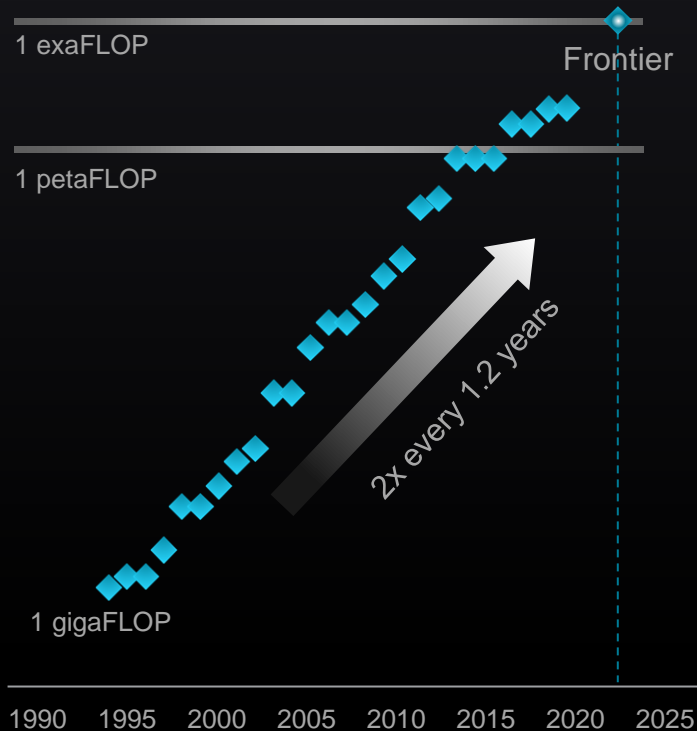 1 exaFLOP
Frontier
1 petaFLOP
2x every 1.2 years
1 gigaFLOP
1990 1995 2000 2005 2010 2015 2020 2025